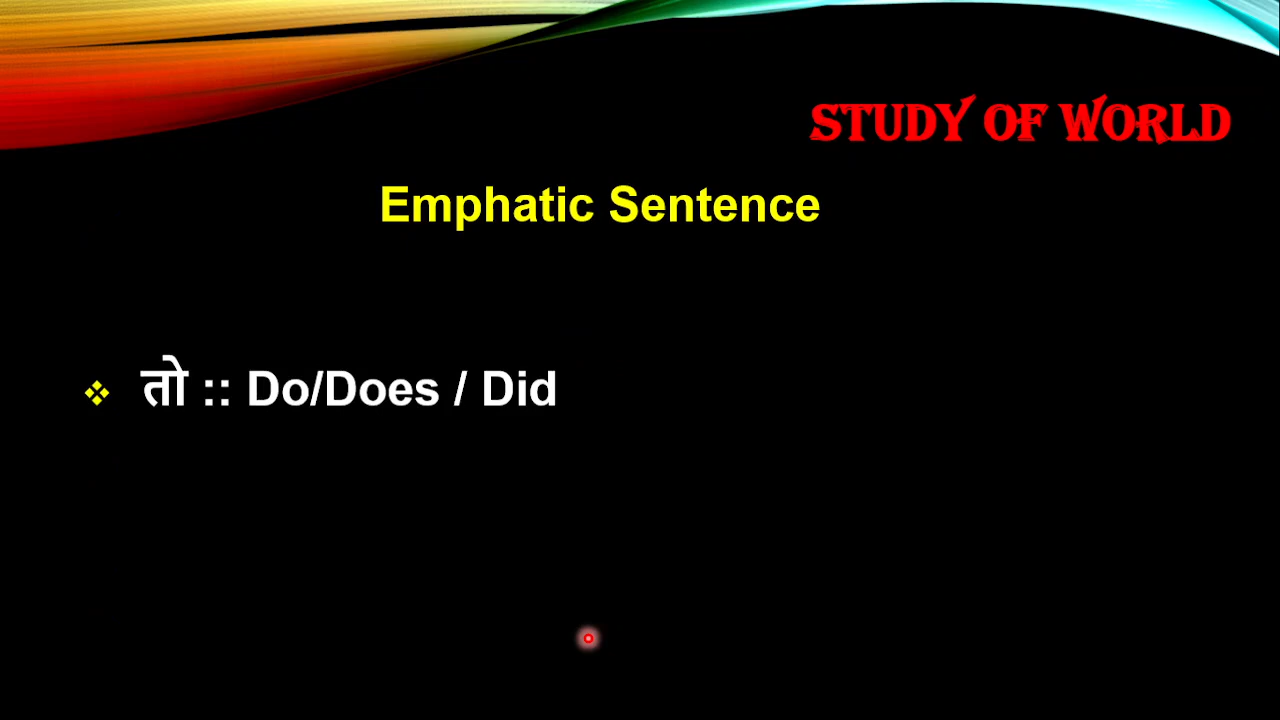 STUDY OF WORLD
Emphatic Sentence
❖ तो :: Do/Does / Did